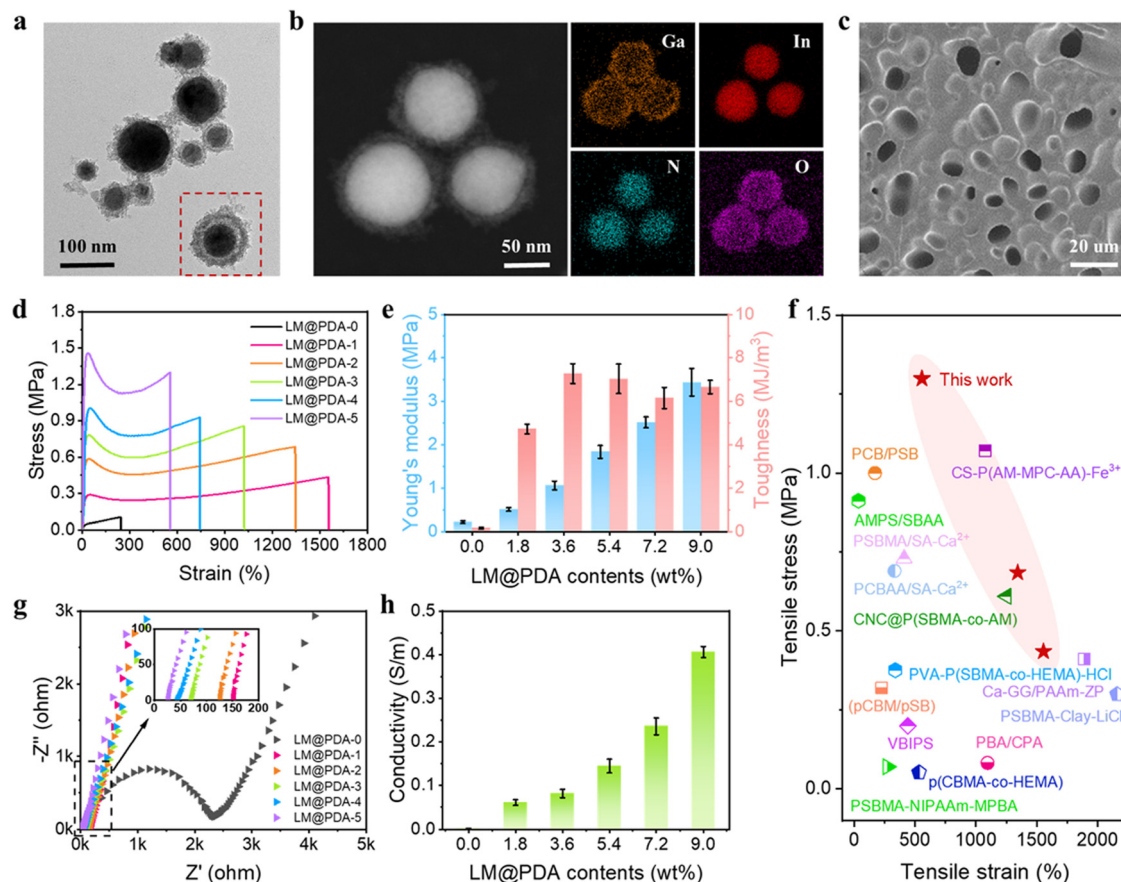 a
100 nm
b
50 nm
Ga
In
N
O
c
20 um
d
Stress (MPa)
1.8
1.5
1.2
0.9
0.6
0.3
0.0
0
300
600
900
1200
1500
1800
Strain (%)
LM@PDA-0
LM@PDA-1
LM@PDA-2
LM@PDA-3
LM@PDA-4
LM@PDA-5
e
Young's modulus (MPa)
5
4
3
2
1
0
0.0
1.8
3.6
5.4
7.2
9.0
LM@PDA contents (wt%)
10
8
6
4
2
0
Toughness (MJ/m³)
f
Tensile stress (MPa)
1.5
1.0
0.5
0.0
0
500
1000
1500
2000
Tensile strain (%)
This work
PCB/PSB
CS-P(AM-MPC-AA)-Fe³⁺
AMPS/SBAA
PSBMA/SA-Ca²⁺
PCBAA/SA-Ca²⁺
CNC@P(SBMA-co-AM)
PVA-P(SBMA-co-HEMA)-HCl
(pCBM/pSB)
Ca-GG/PAAm-ZP
PSBMA-Clay-LiCl
VBIPS
PBA/CPA
p(CBMA-co-HEMA)
PSBMA-NIPAAm-MPBA
g
-Z'' (ohm)
3k
2k
1k
0k
0k
1k
2k
3k
4k
5k
Z' (ohm)
100
50
0
0
50
100
150
200
LM@PDA-0
LM@PDA-1
LM@PDA-2
LM@PDA-3
LM@PDA-4
LM@PDA-5
h
Conductivity (S/m)
0.5
0.4
0.3
0.2
0.1
0.0
0.0
1.8
3.6
5.4
7.2
9.0
LM@PDA contents (wt%)